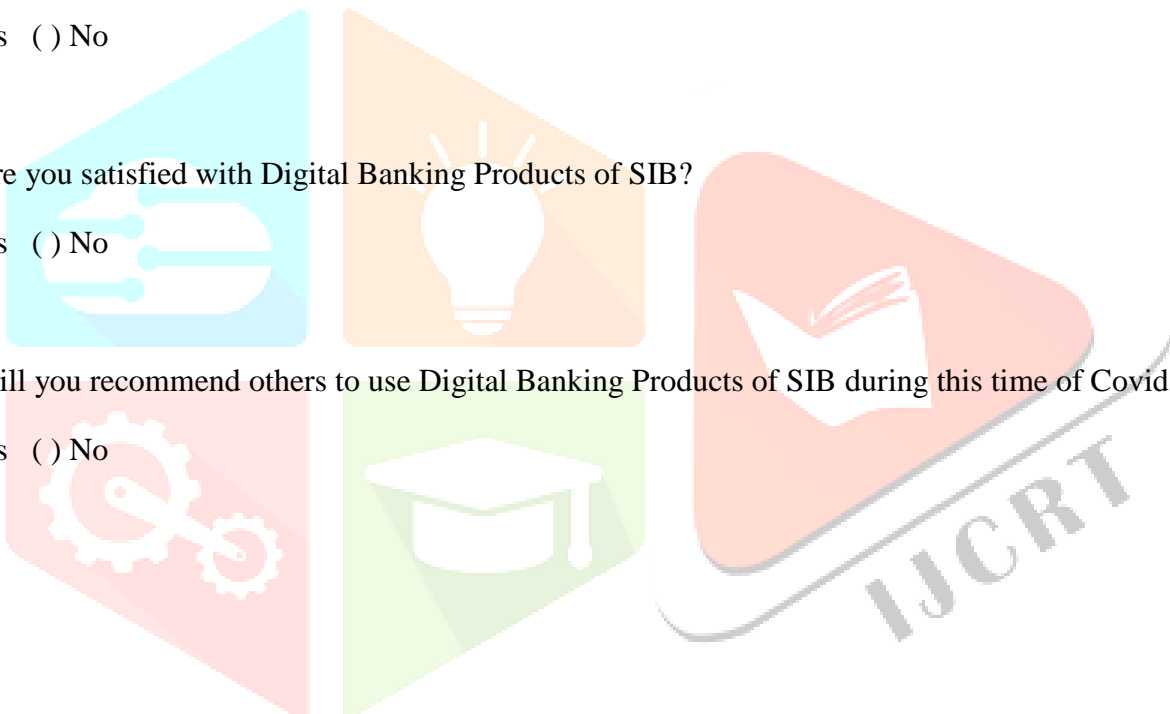 s ( ) No
re you satisfied with Digital Banking Products of SIB?
s ( ) No
ill you recommend others to use Digital Banking Products of SIB during this time of Covid
s ( ) No
IJCRT